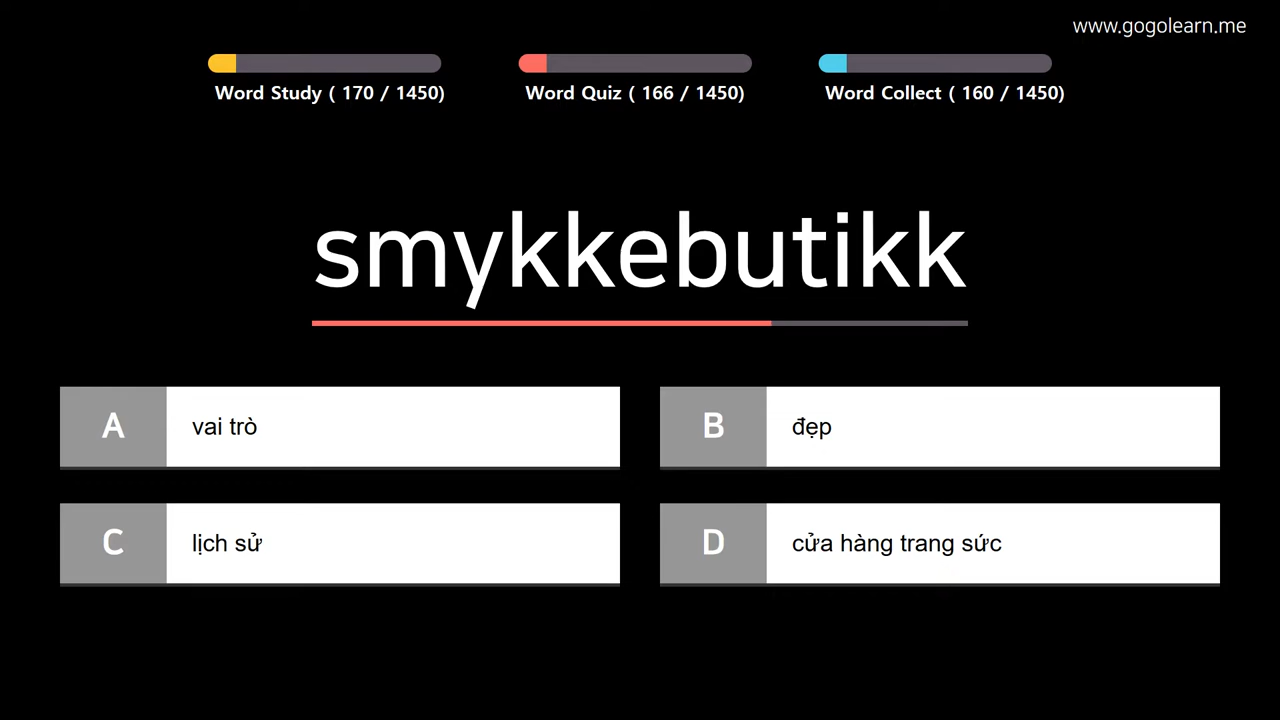 www.gogolearn.me
Word Study ( 170 / 1450)
Word Quiz ( 166 / 1450)
Word Collect ( 160 / 1450)
smykkebutikk
A vai trò
B đẹp
C lịch sử
D cửa hàng trang sức